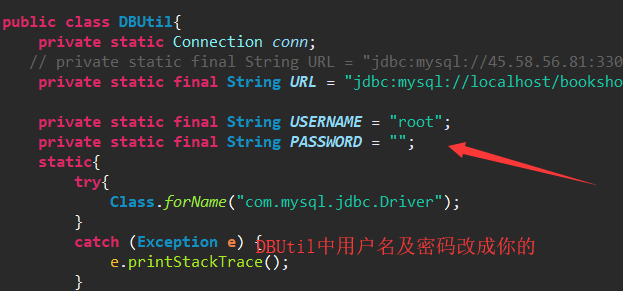 public class DBUtil{
private static Connection conn;
// private static final String URL = "jdbc:mysql://45.58.56.81:330
private static final String URL = "jdbc:mysql://localhost/booksho
private static final String USERNAME = "root";
private static final String PASSWORD = "";
static{
try{
Class.forName("com.mysql.jdbc.Driver");
}
catch (Exception e) {
DBUtil中用户名及密码改成你的
e.printStackTrace();
}